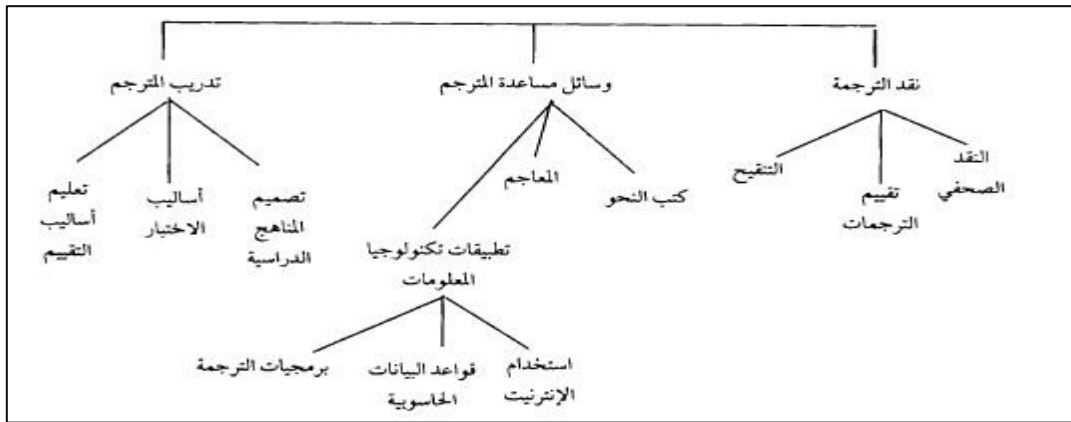 نقد الترجمة
وسائل مساعدة المترجم
تدريب المترجم
النقد
الصحفي
تقييم
الترجمات
التنقيح
كتب النحو
المعاجم
تطبيقات تكنولوجيا
المعلومات
تصميم
المناهج
الدراسية
أساليب
الاختبار
تعليم
أساليب
التقييم
استخدام
الإنترنيت
قواعد البيانات
الحاسوبية
برمجيات الترجمة